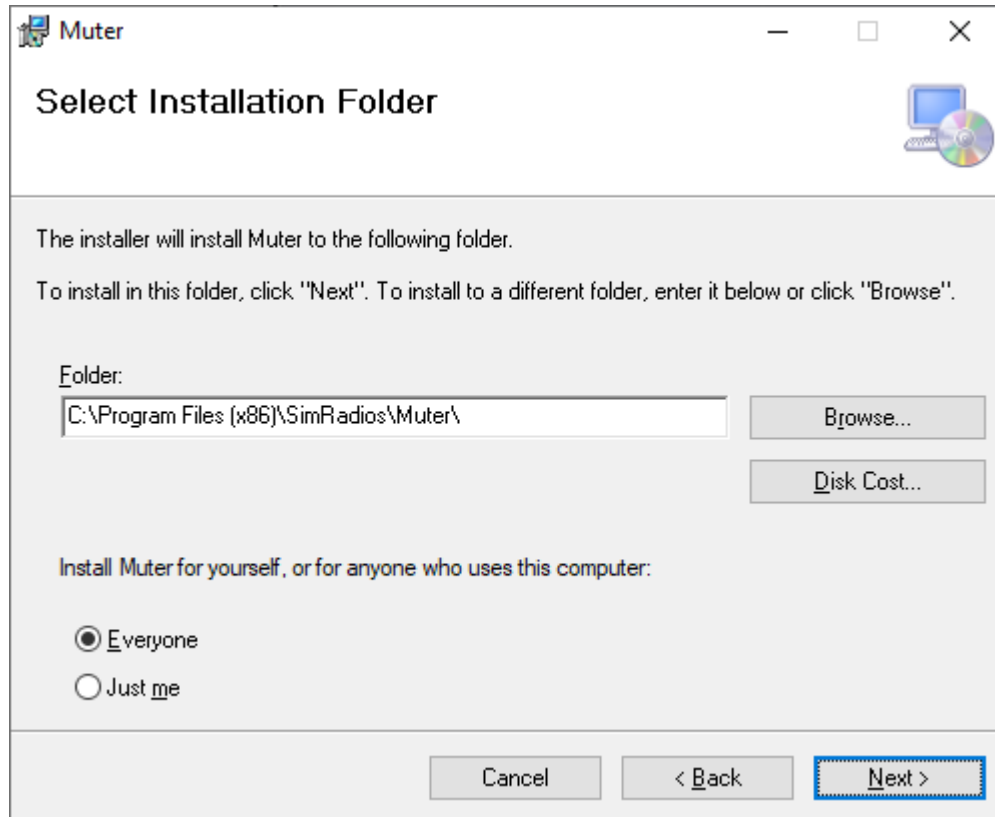 Muter
Select Installation Folder
The installer will install Muter to the following folder.
To install in this folder, click "Next". To install to a different folder, enter it below or click "Browse".
Folder:
C:\Program Files (x86)\SimRadios\Muter\
Browse...
Disk Cost...
Install Muter for yourself, or for anyone who uses this computer:
Everyone
Just me
Cancel
< Back
Next >